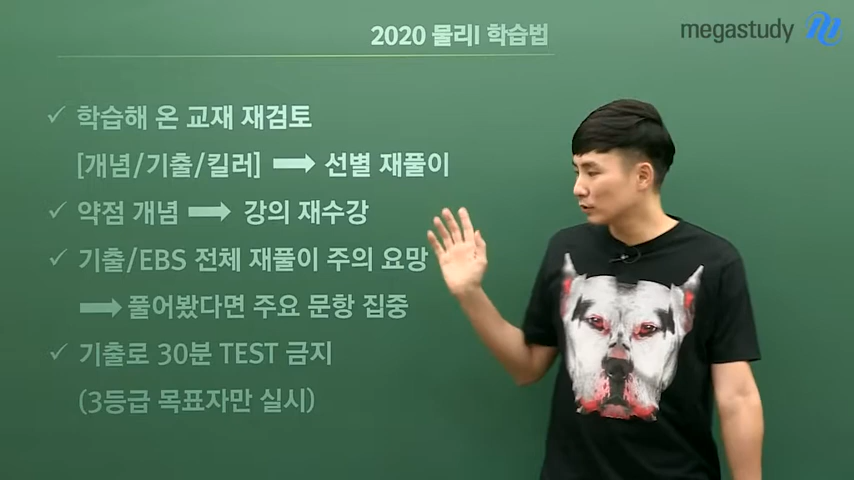 2020 물리I 학습법
megastudy
✓ 학습해 온 교재 재검토
[개념/기출/킬러] ➡ 선별 재풀이
✓ 약점 개념 ➡ 강의 재수강
✓ 기출/EBS 전체 재풀이 주의 요망
➡ 풀어봤다면 주요 문항 집중
✓ 기출로 30분 TEST 금지
(3등급 목표자만 실시)